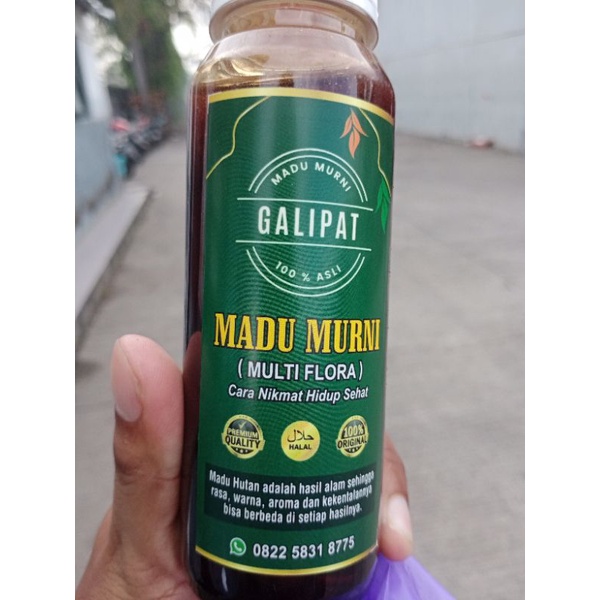 MADU MURNI
GALIPAT
100 % ASLI
MADU MURNI
( MULTI FLORA )
Cara Nikmat Hidup Sehat
PREMIUM
QUALITY
حلال
HALAL
100%
ORIGINAL
Madu Hutan adalah hasil alam sehingga
rasa, warna, aroma dan kekentalannya
bisa berbeda di setiap hasilnya.
0822 5831 8775